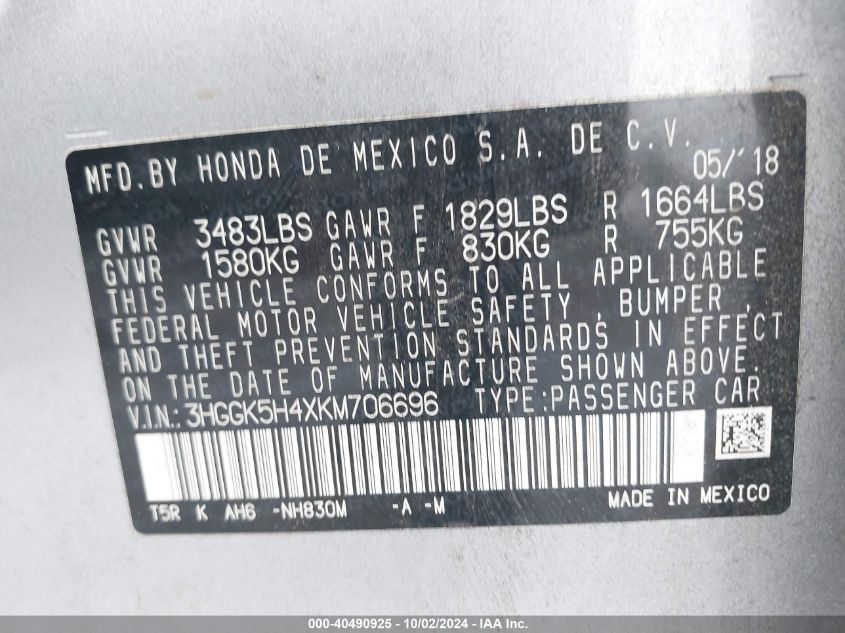 MFD.BY HONDA DE MEXICO S.A. DE C.V.
05/'18
GVWR 3483LBS GAWR F 1829LBS R 1664LBS
GVWR 1580KG GAWR F 830KG R 755KG
THIS VEHICLE CONFORMS TO ALL APPLICABLE
FEDERAL MOTOR VEHICLE SAFETY, BUMPER,
AND THEFT PREVENTION STANDARDS IN EFFECT
ON THE DATE OF MANUFACTURE SHOWN ABOVE.
V.I.N.: 3HGGK5H4XKM706696 TYPE:PASSENGER CAR
T5R K AH6 -NH830M -A -M MADE IN MEXICO
000-40490925 - 10/02/2024 - IAA Inc.